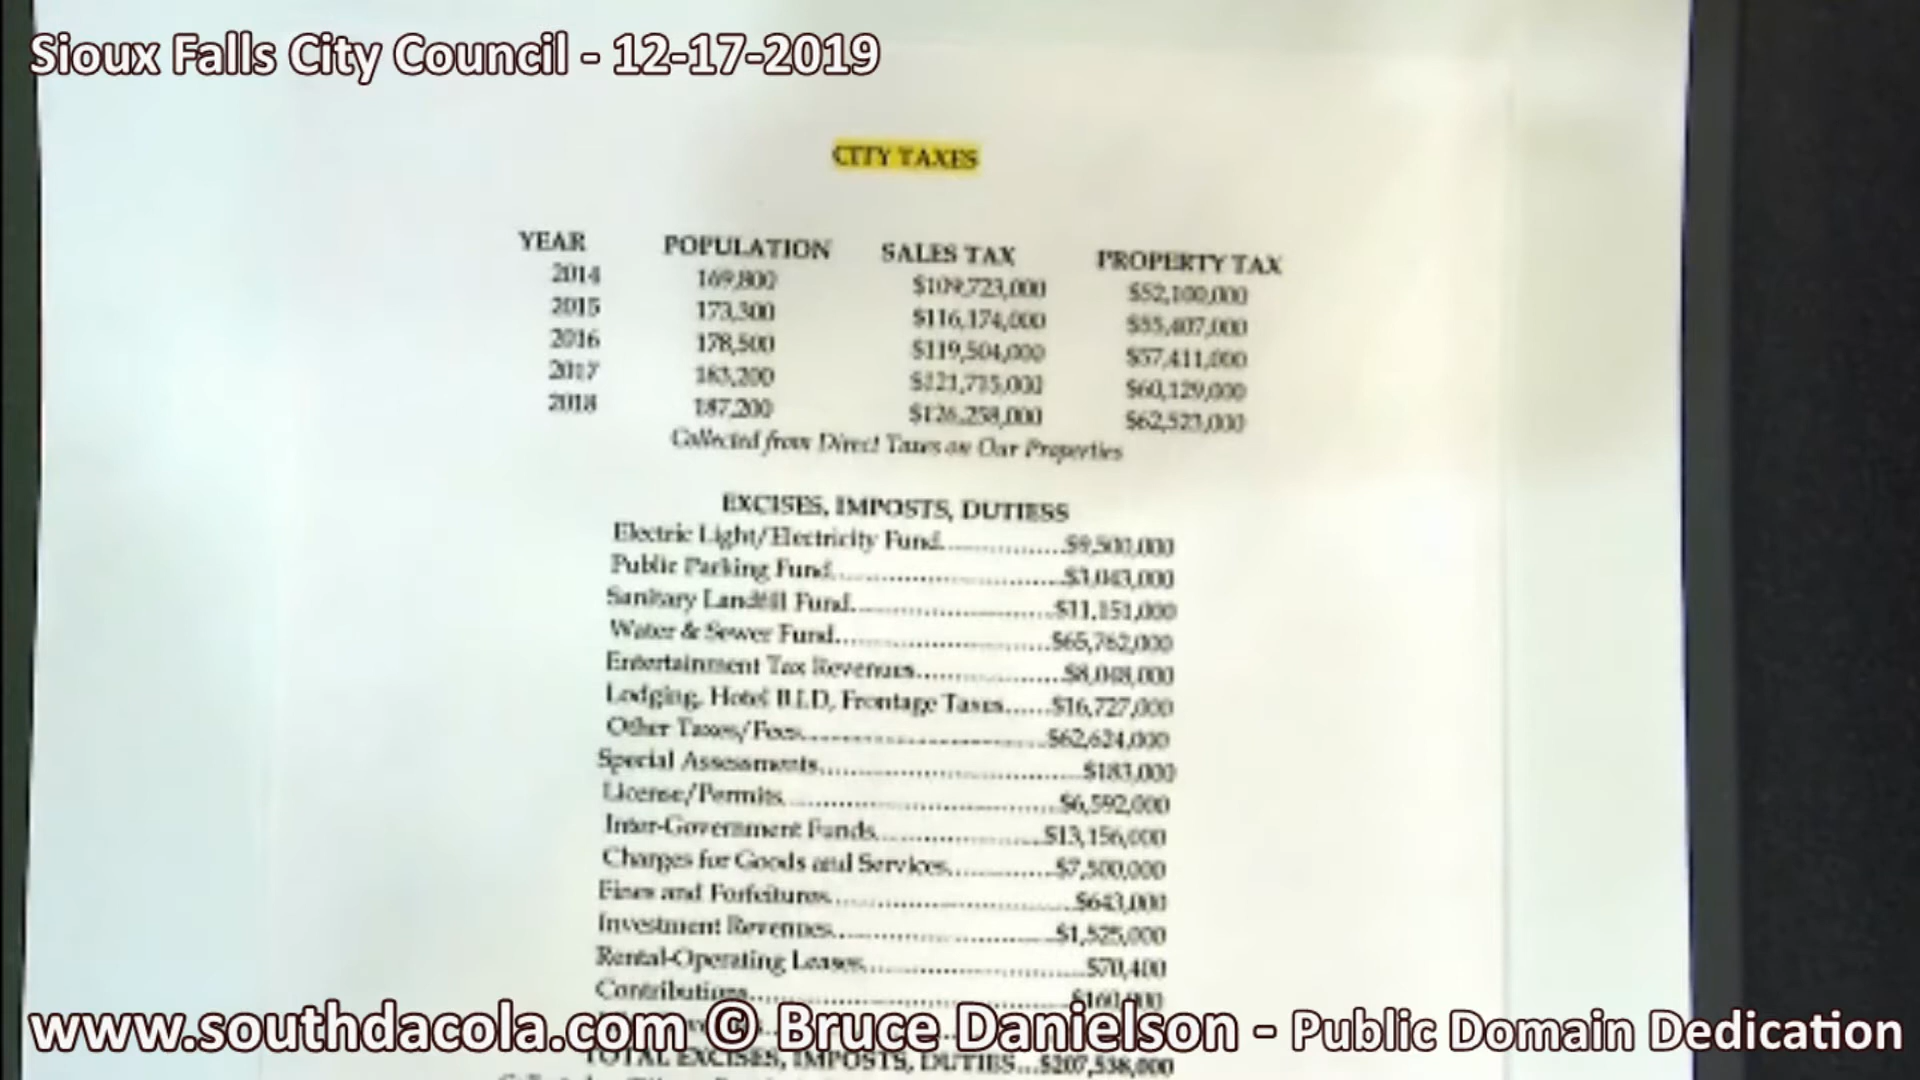 Sioux Falls City Council - 12-17-2019
CITY TAXES
YEAR POPULATION SALES TAX PROPERTY TAX
2014 169,800 $109,723,000 $52,100,000
2015 173,300 $116,174,000 $55,407,000
2016 178,500 $119,504,000 $57,411,000
2017 183,200 $121,715,000 $60,129,000
2018 187,200 $126,258,000 $62,523,000
Collected from Direct Taxes on Our Properties
EXCISES, IMPOSTS, DUTIESS
Electric Light/Electricity Fund..............$9,500,000
Public Parking Fund..............$3,043,000
Sanitary Landfill Fund..............$11,151,000
Water & Sewer Fund..............$65,762,000
Entertainment Tax Revenues..............$8,048,000
Lodging, Hotel B.I.D, Frontage Taxes......$16,727,000
Other Taxes/Fees..............$62,624,000
Special Assessments..............$183,000
License/Permits..............$6,592,000
Inter-Government Funds..............$13,156,000
Charges for Goods and Services..............$7,500,000
Fines and Forfeitures..............$643,000
Investment Revenues..............$1,525,000
Rental-Operating Leases..............$70,400
Contributions..............$160,000
www.southdacola.com © Bruce Danielson - Public Domain Dedication
TOTAL EXCISES, IMPOSTS, DUTIES...$207,538,000